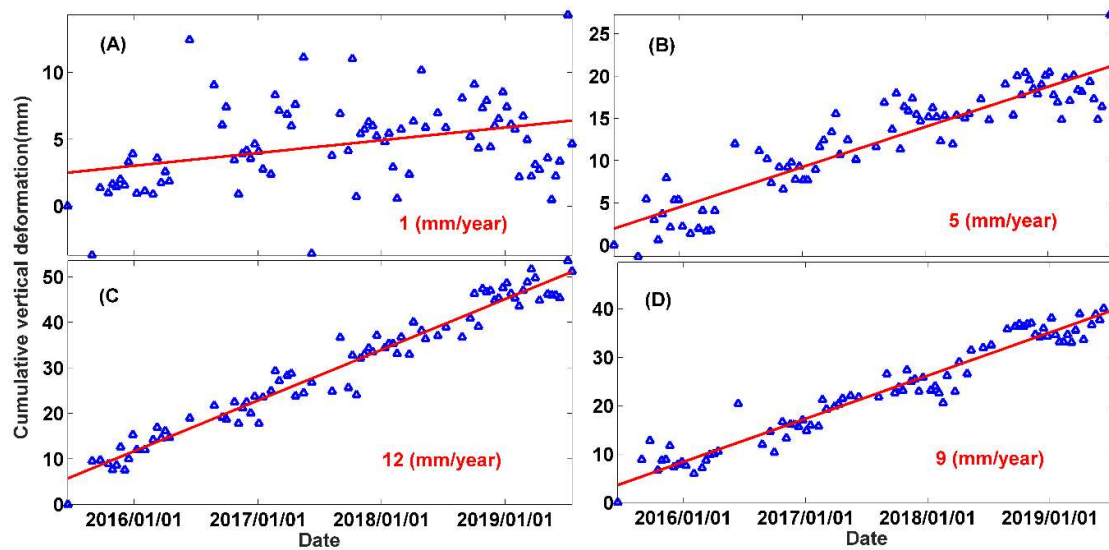 Cumulative vertical deformation(mm)
(A)
10
5
0
1 (mm/year)
(B)
25
20
15
10
5
0
5 (mm/year)
(C)
50
40
30
20
10
0
12 (mm/year)
2016/01/01 2017/01/01 2018/01/01 2019/01/01
Date
(D)
40
30
20
10
0
9 (mm/year)
2016/01/01 2017/01/01 2018/01/01 2019/01/01
Date